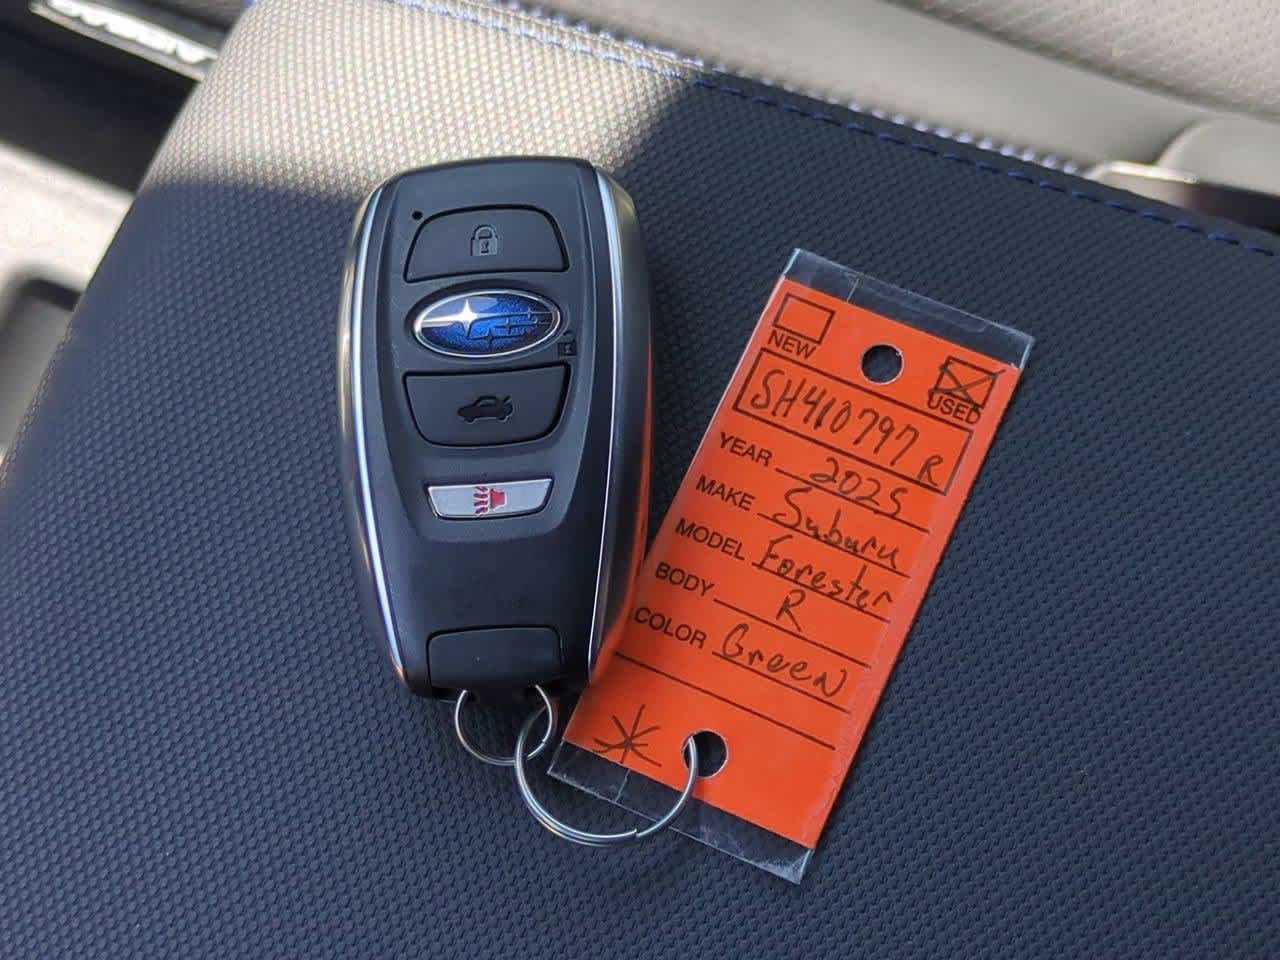 NEW
USED
SH410797R
YEAR 2025
MAKE Subaru
MODEL Forester
BODY R
COLOR Green